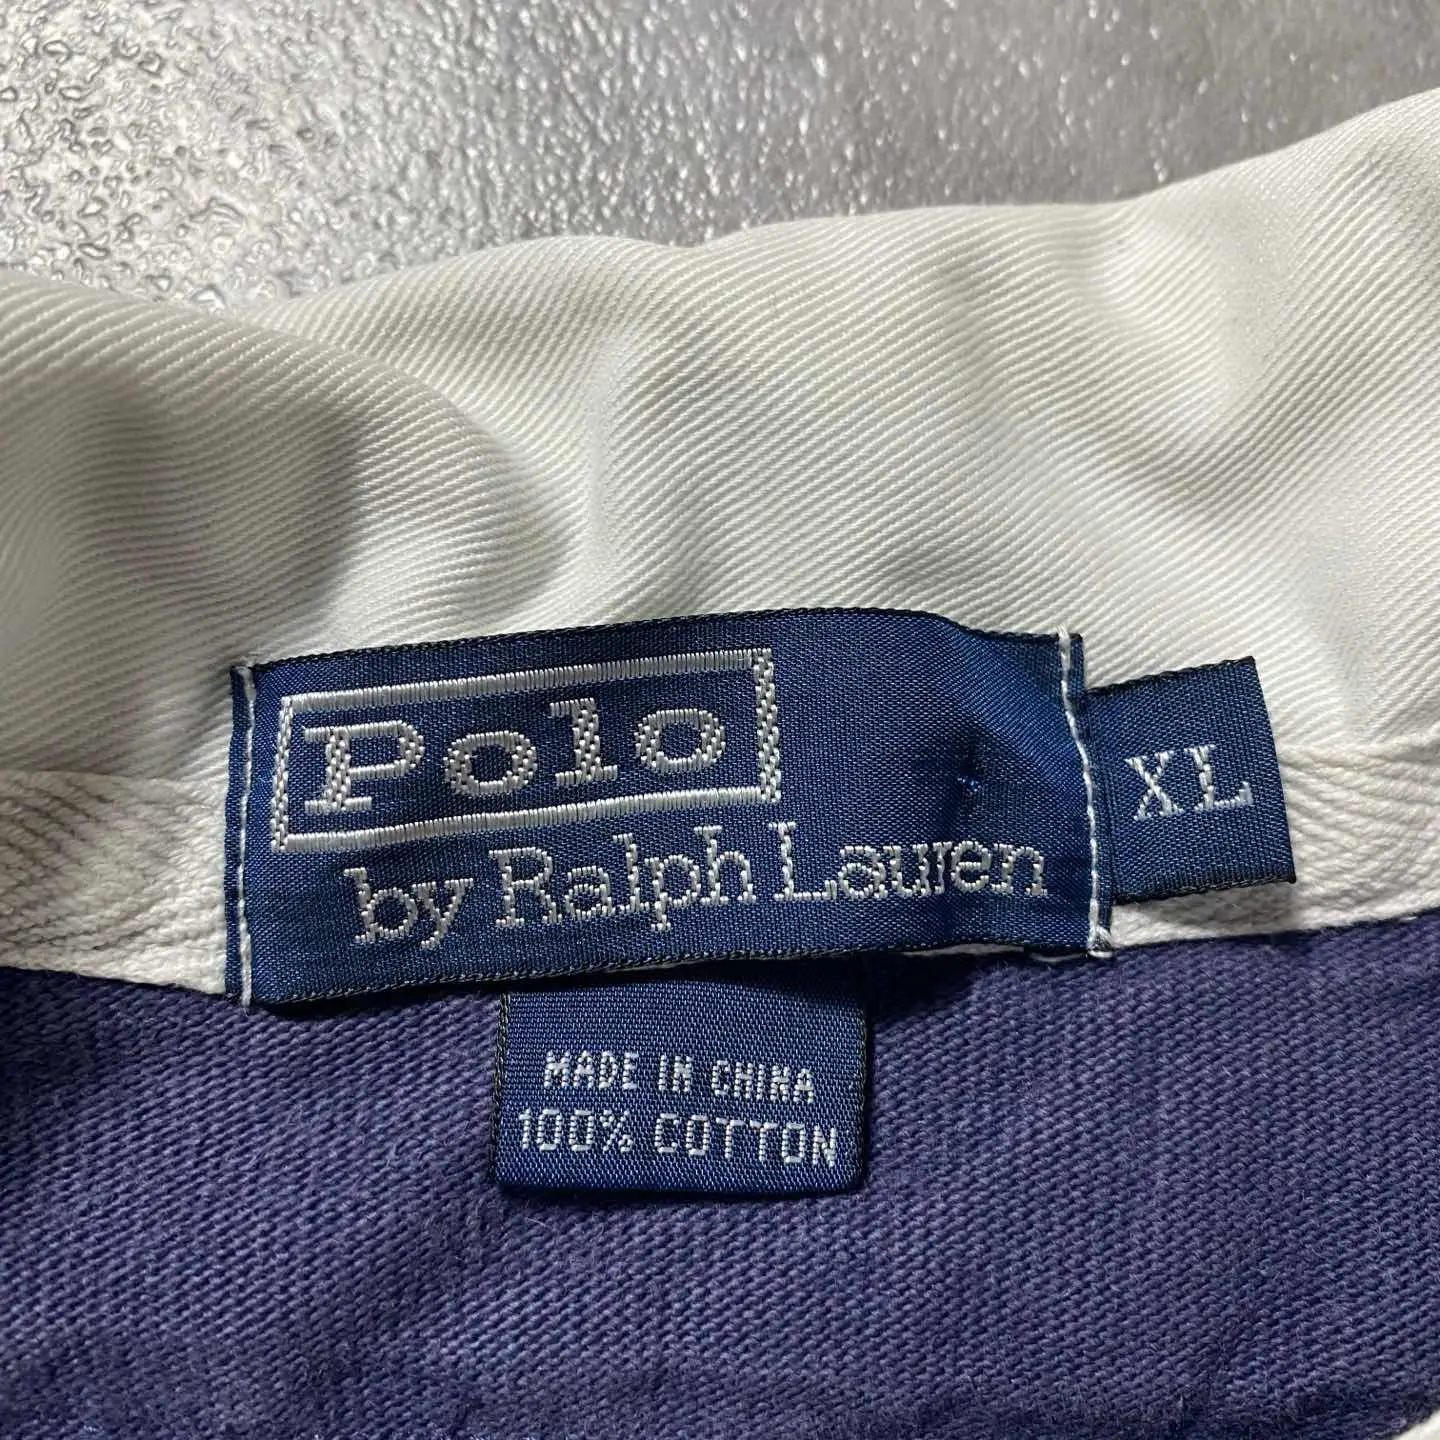 Polo
by Ralph Lauren
XL
MADE IN CHINA
100% COTTON